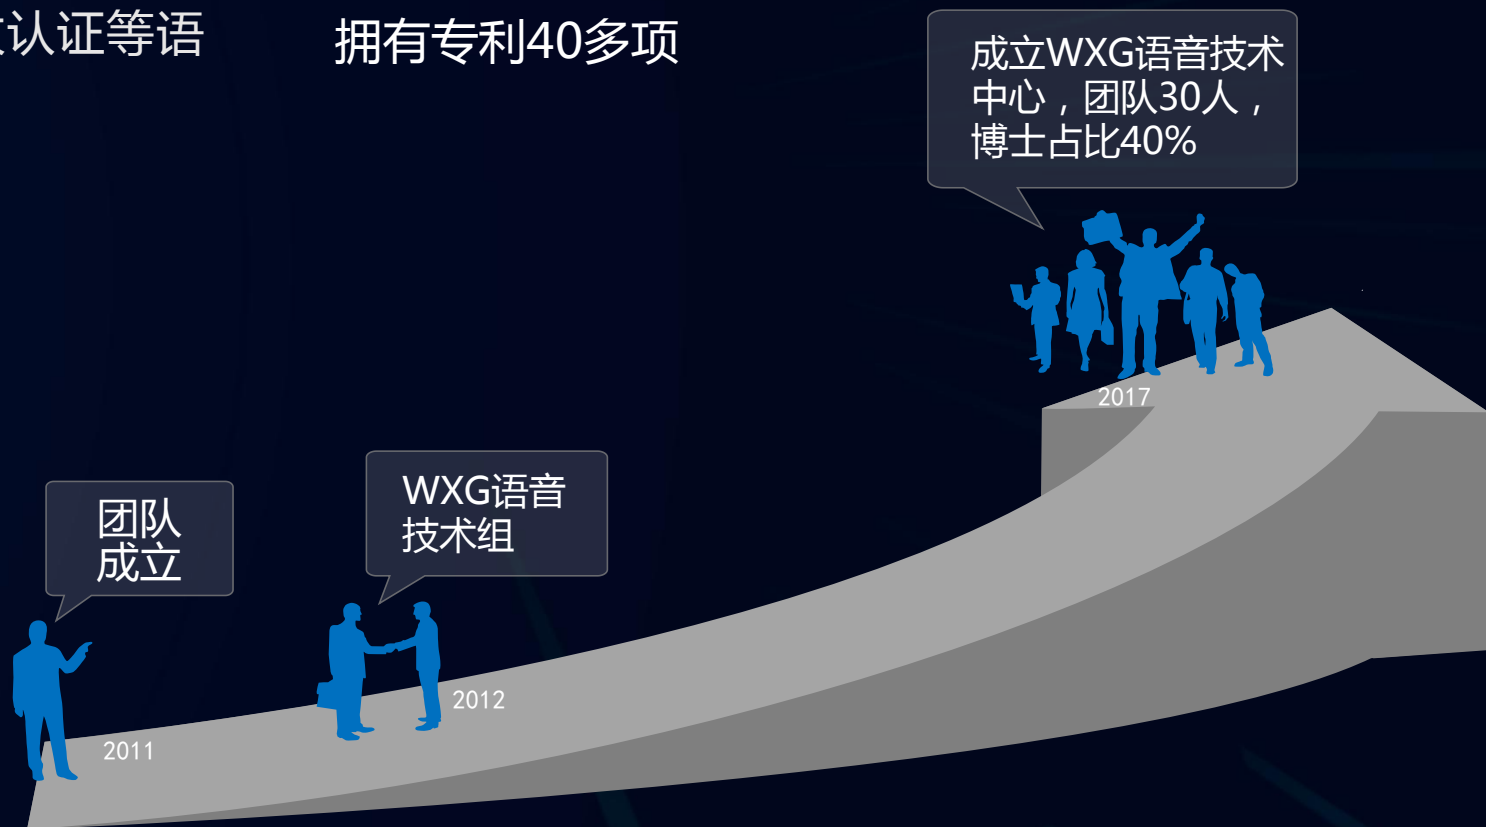 认证等语
拥有专利40多项
成立WXG语音技术
中心，团队30人，
博士占比40%
2017
WXG语音
技术组
团队
成立
2012
2011